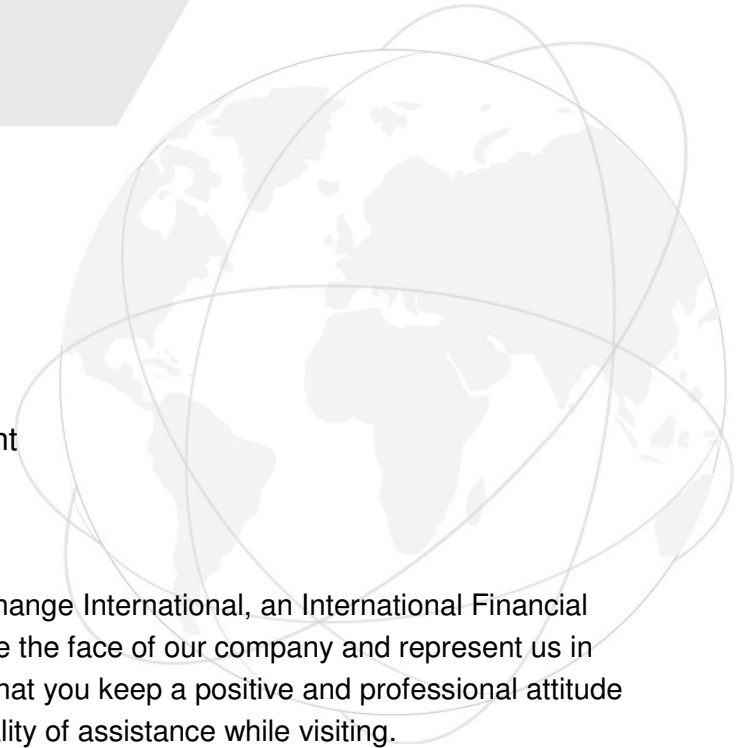 hange International, an International Financial
the face of our company and represent us in
hat you keep a positive and professional attitude
lity of assistance while visiting.